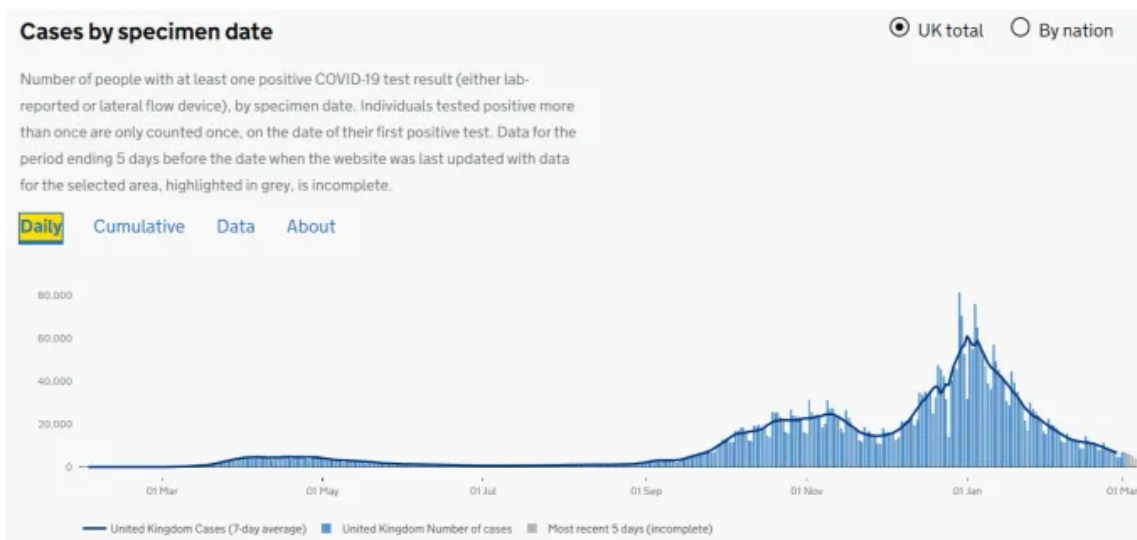 Cases by specimen date
UK total
By nation
Number of people with at least one positive COVID-19 test result (either lab-
reported or lateral flow device), by specimen date. Individuals tested positive more
than once are only counted once, on the date of their first positive test. Data for the
period ending 5 days before the date when the website was last updated with data
for the selected area, highlighted in grey, is incomplete.
Daily Cumulative Data About
80,000
60,000
40,000
20,000
0
01 Mar 01 May 01 Jul 01 Sep 01 Nov 01 Jan 01 Mar
United Kingdom Cases (7-day average) United Kingdom Number of cases Most recent 5 days (incomplete)